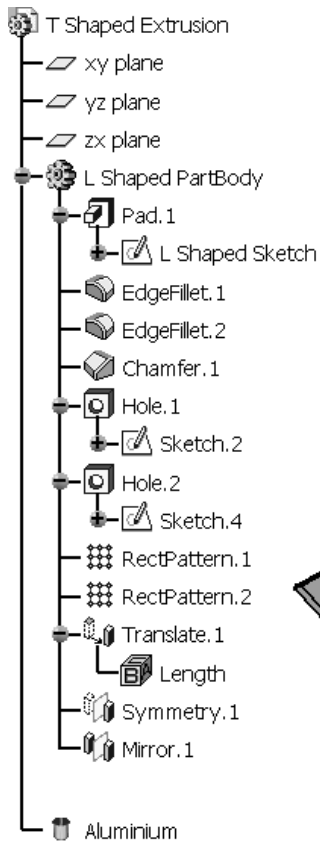 T Shaped Extrusion
xy plane
yz plane
zx plane
L Shaped PartBody
Pad.1
L Shaped Sketch
EdgeFillet.1
EdgeFillet.2
Chamfer.1
Hole.1
Sketch.2
Hole.2
Sketch.4
RectPattern.1
RectPattern.2
Translate.1
Length
Symmetry.1
Mirror.1
Aluminium